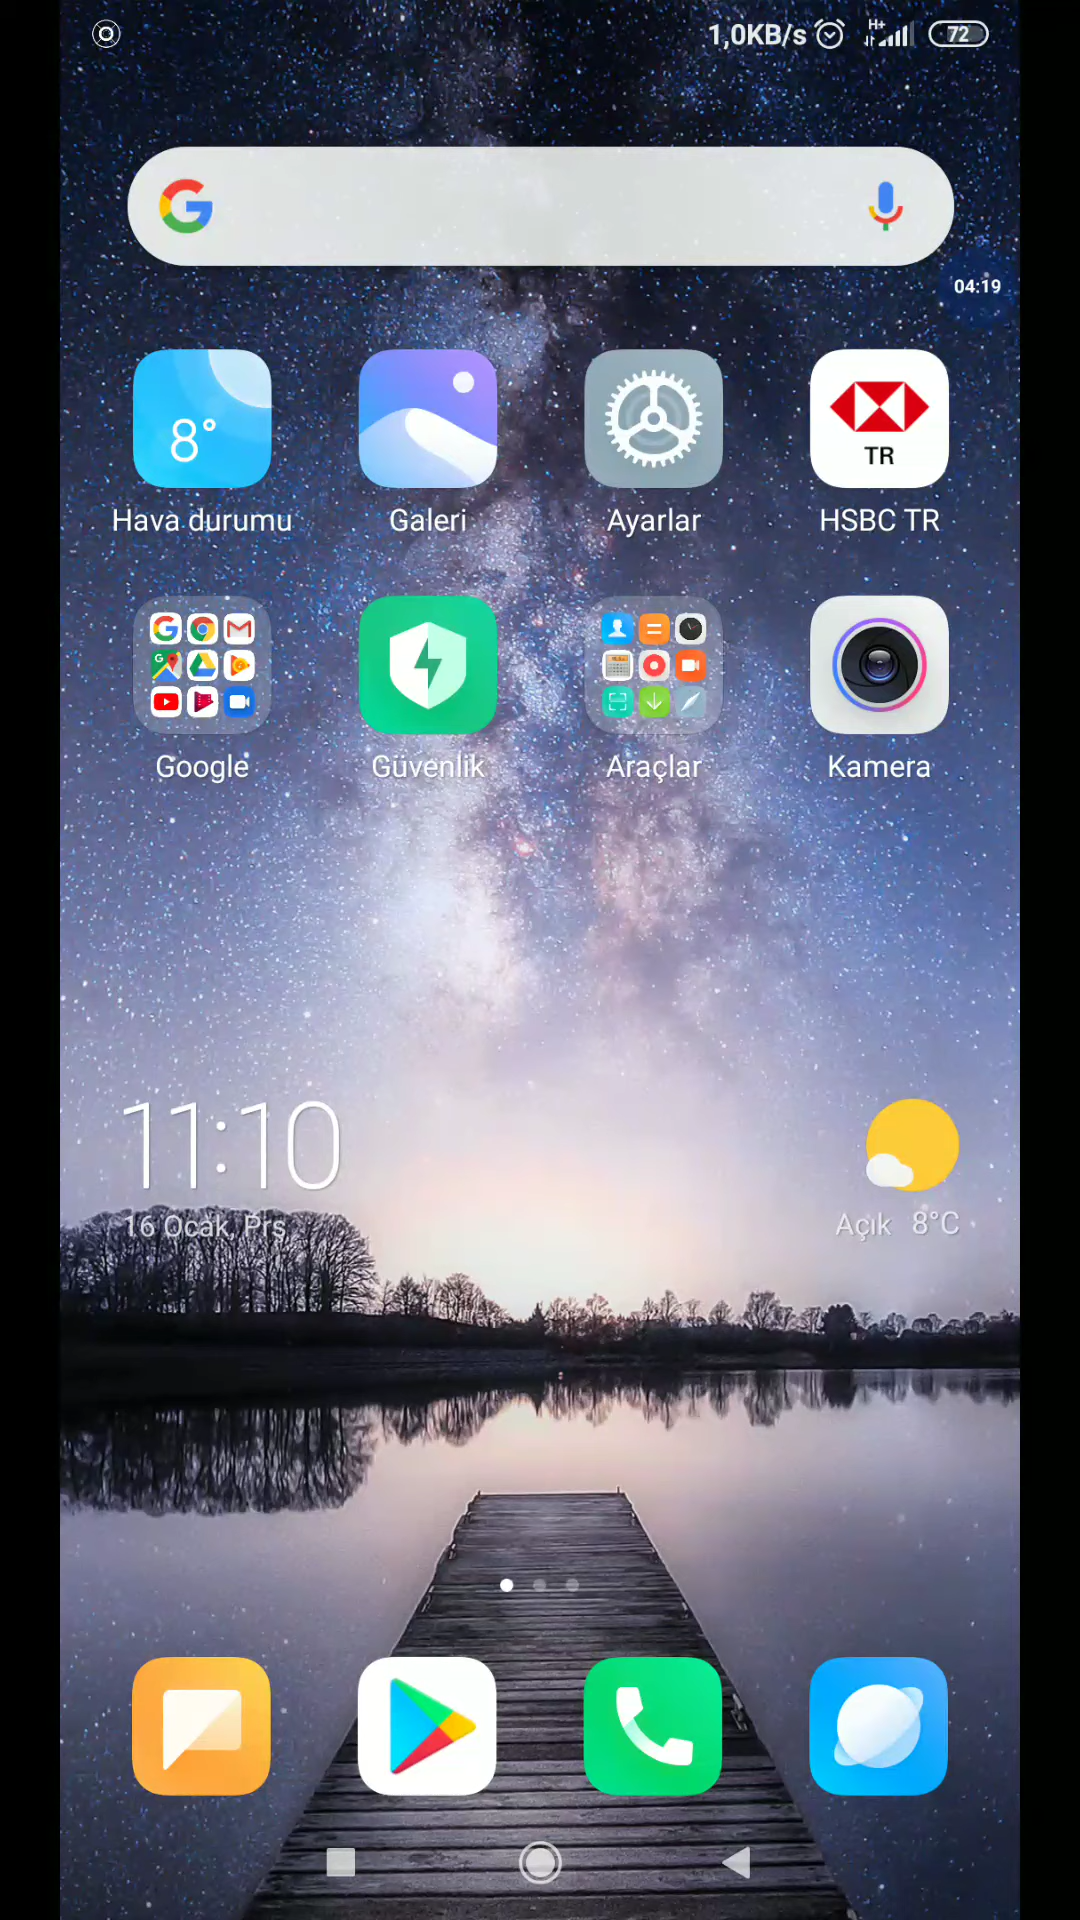 1,0KB/s H+ 72
04:19
8°
TR
Hava durumu Galeri Ayarlar HSBC TR
Google Güvenlik Araçlar Kamera
11:10
16 Ocak, Prş
Açık 8°C